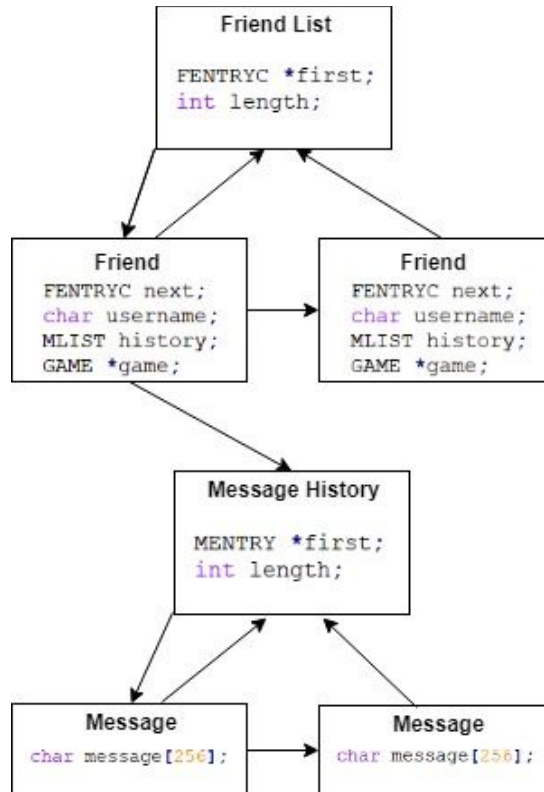 Friend List
FENTRYC *first;
int length;
Friend
FENTRYC next;
char username;
MLIST history;
GAME *game;
Friend
FENTRYC next;
char username;
MLIST history;
GAME *game;
Message History
MENTRY *first;
int length;
Message
char message[256];
Message
char message[256];